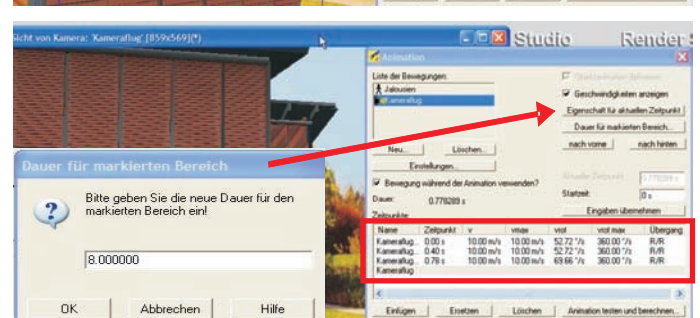 Sicht von Kamera: 'Kameraflug' [859x569](*)
Studio
Render
Animation
Liste der Bewegungen:
Jalousien
Kameraflug
Geschwindigkeiten anzeigen
Eigenschaft für aktuellen Zeitpunkt
Dauer für markierten Bereich...
nach vorne
nach hinten
Neu...
Löschen...
Einstellungen...
Bewegung während der Animation verwenden?
Aktueller Zeitpunkt
0.778289 s
Dauer:
0.778289 s
Startzeit:
0 s
Eingaben übernehmen
Zeitpunkte:
Name Zeitpunkt v vmax vrot vrot max Übergang
Kameraflug... 0.00 s 10.00 m/s 10.00 m/s 52.72 °/s 360.00 °/s R/R
Kameraflug... 0.40 s 10.00 m/s 10.00 m/s 52.72 °/s 360.00 °/s R/R
Kameraflug... 0.78 s 10.00 m/s 10.00 m/s 69.66 °/s 360.00 °/s R/R
Kameraflug
Einfügen
Ersetzen
Löschen
Animation testen und berechnen...
Dauer für markierten Bereich
Bitte geben Sie die neue Dauer für den
markierten Bereich ein!
8.000000
OK
Abbrechen
Hilfe